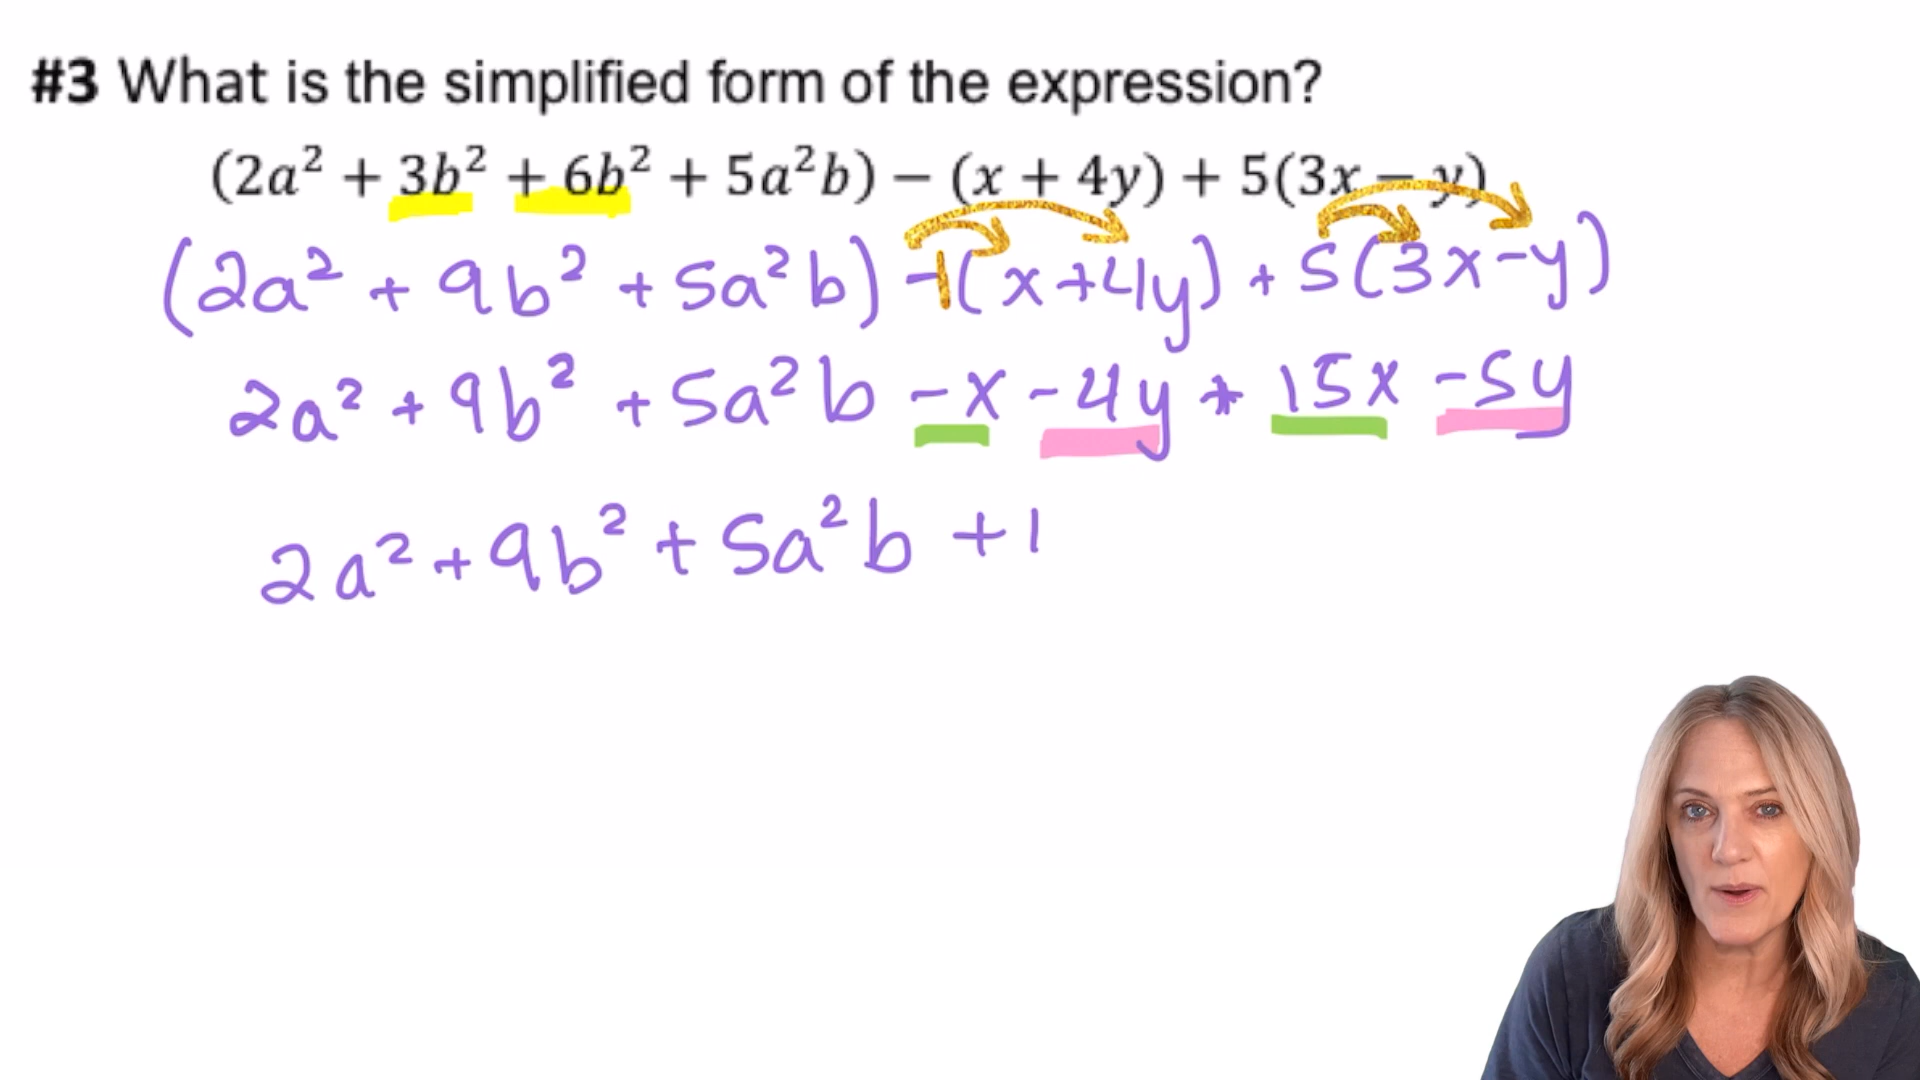 #3 What is the simplified form of the expression?
(2a² + 3b² + 6b² + 5a²b) − (x + 4y) + 5(3x − y)
(2a² + 9b² + 5a²b) -1(x+4y) + 5(3x-y)
2a² + 9b² + 5a²b -x -4y + 15x -5y
2a² + 9b² + 5a²b +1